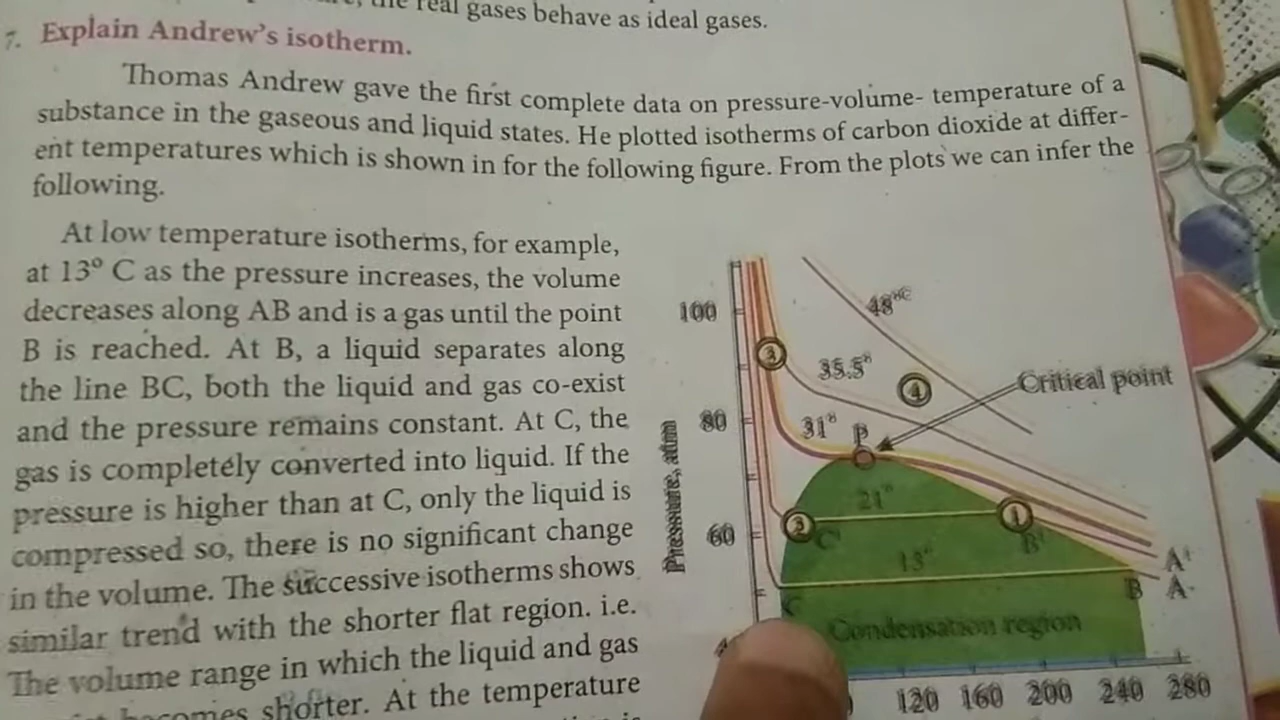 the real gases behave as ideal gases.
7. Explain Andrew's isotherm.
Thomas Andrew gave the first complete data on pressure-volume- temperature of a
substance in the gaseous and liquid states. He plotted isotherms of carbon dioxide at differ-
ent temperatures which is shown in for the following figure. From the plots we can infer the
following.
At low temperature isotherms, for example,
at 13° C as the pressure increases, the volume
decreases along AB and is a gas until the point
B is reached. At B, a liquid separates along
the line BC, both the liquid and gas co-exist
and the pressure remains constant. At C, the
gas is completely converted into liquid. If the
pressure is higher than at C, only the liquid is
compressed so, there is no significant change
in the volume. The successive isotherms shows
similar trend with the shorter flat region. i.e.
The volume range in which the liquid and gas
becomes shorter. At the temperature
48°C
100
3
35.5°
4
Critical point
80
31°
P
Pressure, atm
21°
2
1
60
C'
B'
13°
A'
B
A
C
Condensation region
120 160 200 240 280